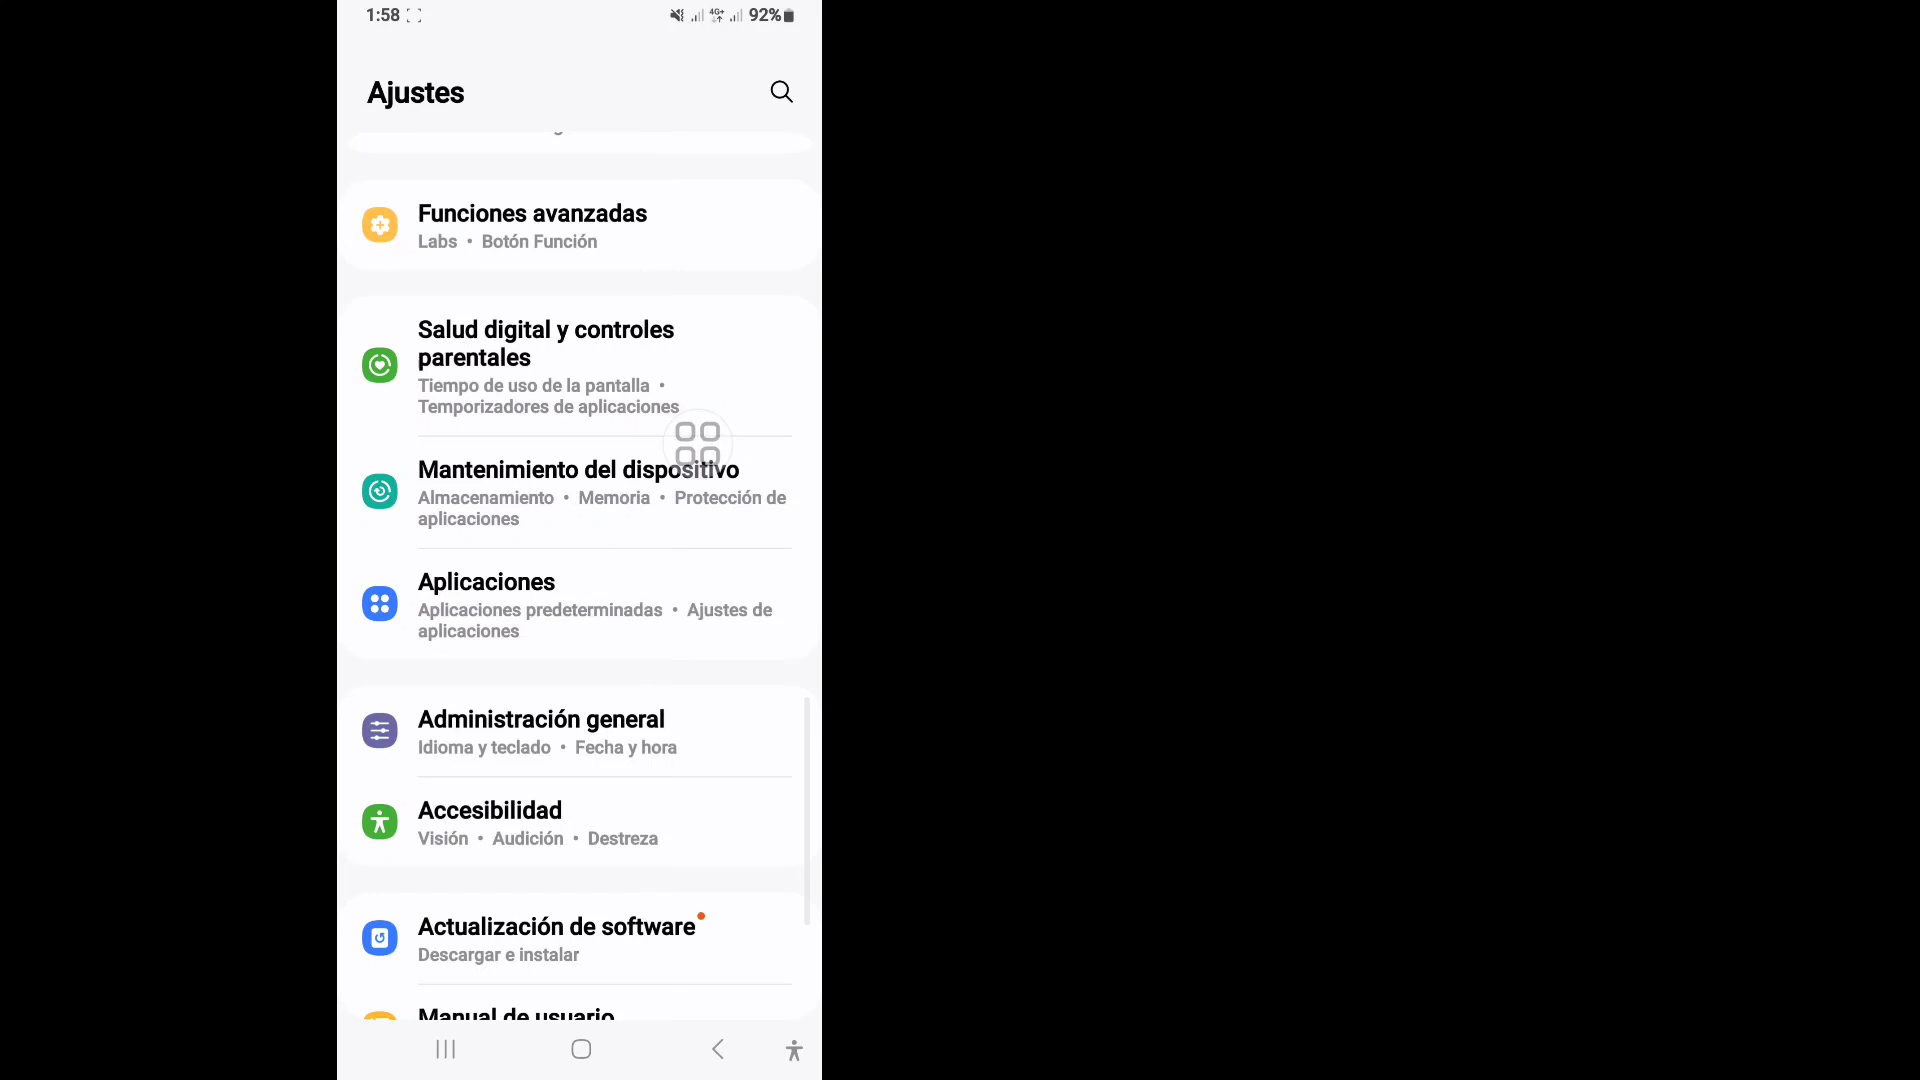 1:58 4G+ 92%
Ajustes
Funciones avanzadas
Labs • Botón Función
Salud digital y controles
parentales
Tiempo de uso de la pantalla •
Temporizadores de aplicaciones
Mantenimiento del dispositivo
Almacenamiento • Memoria • Protección de
aplicaciones
Aplicaciones
Aplicaciones predeterminadas • Ajustes de
aplicaciones
Administración general
Idioma y teclado • Fecha y hora
Accesibilidad
Visión • Audición • Destreza
Actualización de software
Descargar e instalar
Manual de usuario